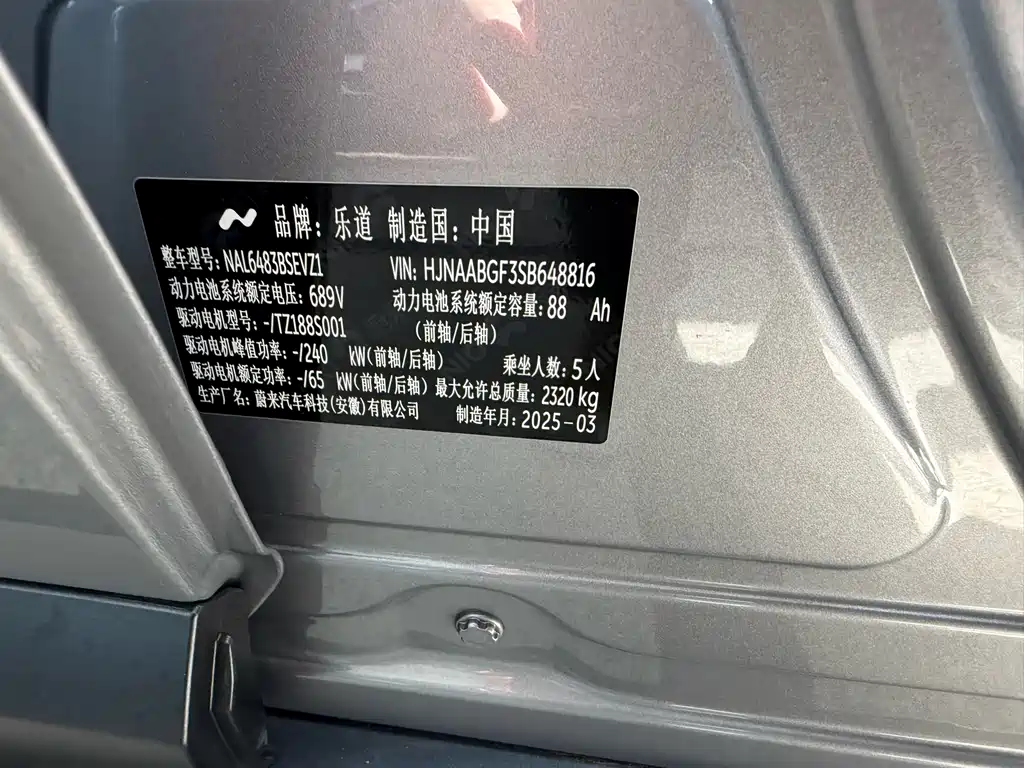 品牌：乐道 制造国：中国
整车型号：NAL6483BSEVZ1 VIN：HJNAABGF3SB648816
动力电池系统额定电压：689V 动力电池系统额定容量：88 Ah
驱动电机型号：-/TZ188S001 （前轴/后轴）
驱动电机峰值功率：-/240 kW(前轴/后轴) 乘坐人数：5人
驱动电机额定功率：-/65 kW(前轴/后轴) 最大允许总质量：2320 kg
生产厂名：蔚来汽车科技(安徽)有限公司 制造年月：2025-03